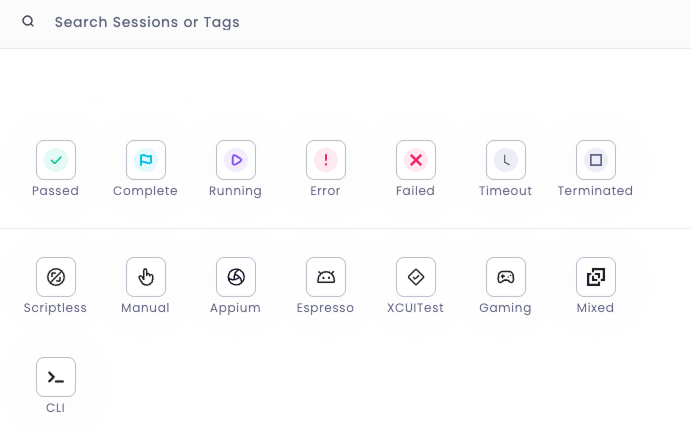 Search Sessions or Tags
Passed Complete Running Error Failed Timeout Terminated
Scriptless Manual Appium Espresso XCUITest Gaming Mixed
CLI